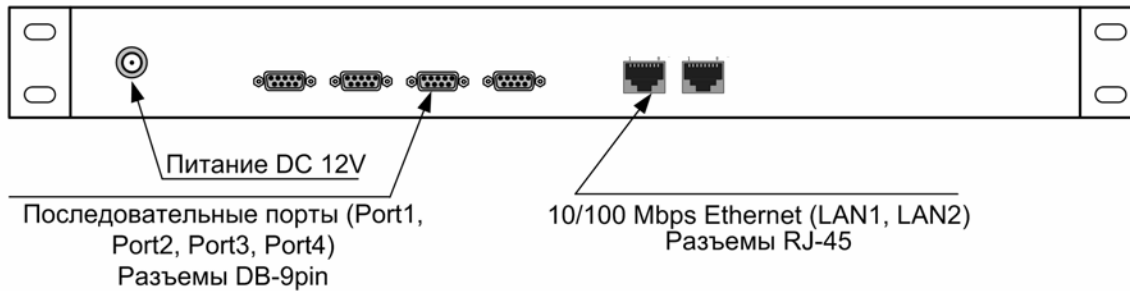 Питание DC 12V
Последовательные порты (Port1,
Port2, Port3, Port4)
Разъемы DB-9pin
10/100 Mbps Ethernet (LAN1, LAN2)
Разъемы RJ-45